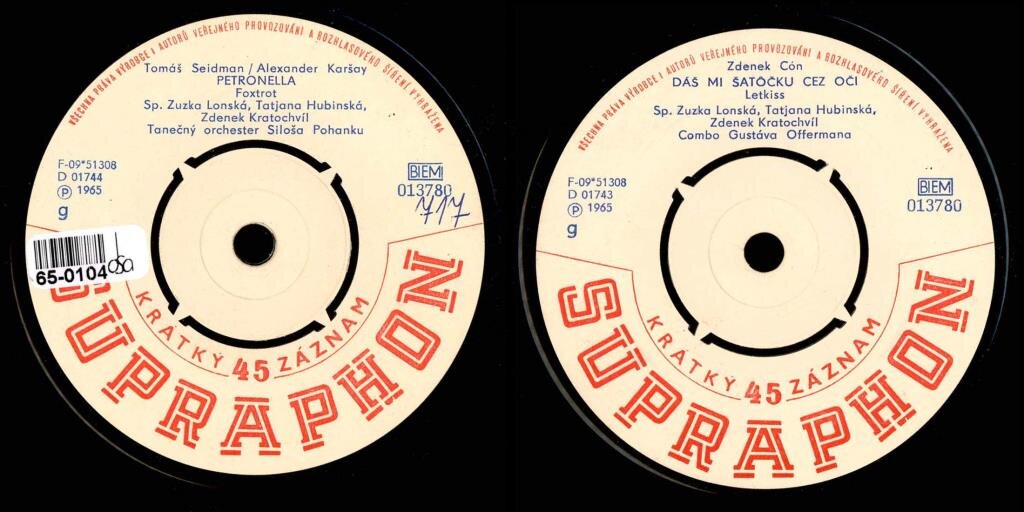 VŠECHNA PRÁVA VÝROBCE I AUTORŮ VEŘEJNÉHO PROVOZOVÁNÍ A ROZHLASOVÉHO ŠÍŘENÍ VYHRAŽENA
Tomáš Seidman/Alexander Karšay
PETRONELLA
Foxtrot
Sp. Zuzka Lonská, Tatjana Hubinská,
Zdenek Kratochvíl
Tanečný orchester Siloša Pohanku
F-09*51308
D 01744
Ⓟ 1965
g
BIEM
013780
717
65-0104
SUPRAPHON
KRÁTKÝ 45 ZÁZNAM
VŠECHNA PRÁVA VÝROBCE I AUTORŮ VEŘEJNÉHO PROVOZOVÁNÍ A ROZHLASOVÉHO ŠÍŘENÍ VYHRAŽENA
Zdenek Cón
DÁŠ MI ŠATÔČKU CEZ OČI
Letkiss
Sp. Zuzka Lonská, Tatjana Hubinská,
Zdenek Kratochvíl
Combo Gustáva Offermana
F-09*51308
D 01743
Ⓟ 1965
g
BIEM
013780
KRÁTKÝ 45 ZÁZNAM
SUPRAPHON